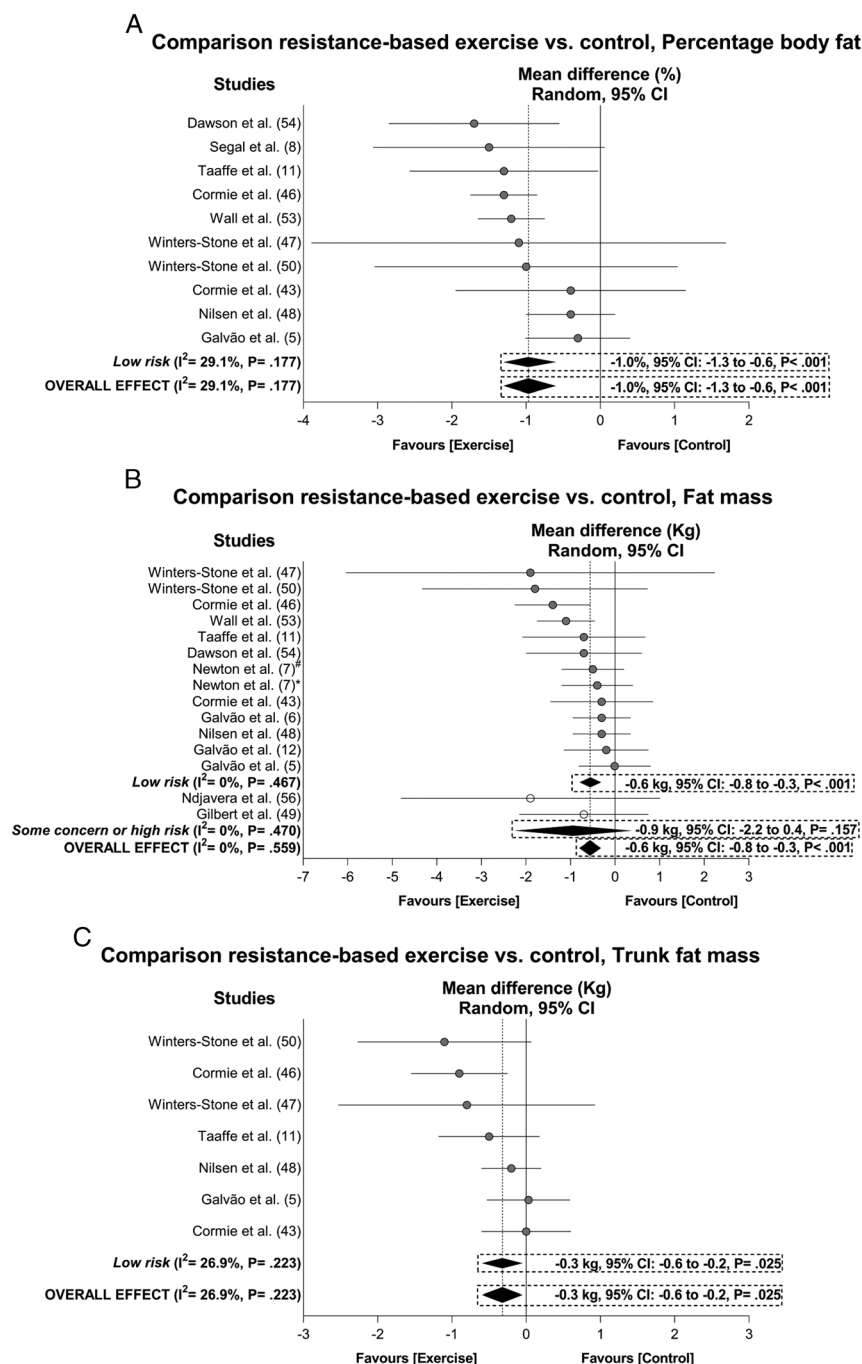 A
Comparison resistance-based exercise vs. control, Percentage body fat
Studies
Mean difference (%)
Random, 95% CI
Dawson et al. (54)
Segal et al. (8)
Taaffe et al. (11)
Cormie et al. (46)
Wall et al. (53)
Winters-Stone et al. (47)
Winters-Stone et al. (50)
Cormie et al. (43)
Nilsen et al. (48)
Galvão et al. (5)
Low risk (I²= 29.1%, P= .177) -1.0%, 95% CI: -1.3 to -0.6, P< .001
OVERALL EFFECT (I²= 29.1%, P= .177) -1.0%, 95% CI: -1.3 to -0.6, P< .001
-4 -3 -2 -1 0 1 2
Favours [Exercise] Favours [Control]
B
Comparison resistance-based exercise vs. control, Fat mass
Studies
Mean difference (Kg)
Random, 95% CI
Winters-Stone et al. (47)
Winters-Stone et al. (50)
Cormie et al. (46)
Wall et al. (53)
Taaffe et al. (11)
Dawson et al. (54)
Newton et al. (7)#
Newton et al. (7)*
Cormie et al. (43)
Galvão et al. (6)
Nilsen et al. (48)
Galvão et al. (12)
Galvão et al. (5)
Low risk (I²= 0%, P= .467) -0.6 kg, 95% CI: -0.8 to -0.3, P< .001
Ndjavera et al. (56)
Gilbert et al. (49)
Some concern or high risk (I²= 0%, P= .470) -0.9 kg, 95% CI: -2.2 to 0.4, P= .157
OVERALL EFFECT (I²= 0%, P= .559) -0.6 kg, 95% CI: -0.8 to -0.3, P< .001
-7 -6 -5 -4 -3 -2 -1 0 1 2 3
Favours [Exercise] Favours [Control]
C
Comparison resistance-based exercise vs. control, Trunk fat mass
Studies
Mean difference (Kg)
Random, 95% CI
Winters-Stone et al. (50)
Cormie et al. (46)
Winters-Stone et al. (47)
Taaffe et al. (11)
Nilsen et al. (48)
Galvão et al. (5)
Cormie et al. (43)
Low risk (I²= 26.9%, P= .223) -0.3 kg, 95% CI: -0.6 to -0.2, P= .025
OVERALL EFFECT (I²= 26.9%, P= .223) -0.3 kg, 95% CI: -0.6 to -0.2, P= .025
-3 -2 -1 0 1 2 3
Favours [Exercise] Favours [Control]